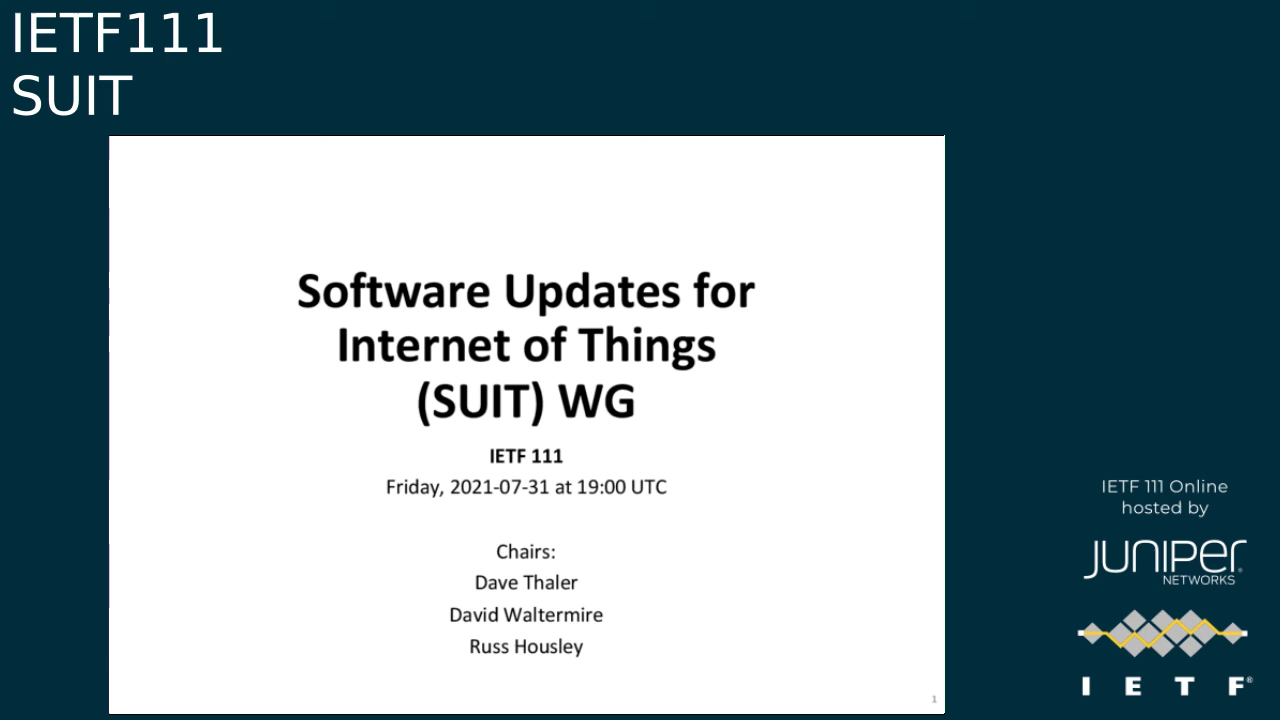 IETF111
SUIT
Software Updates for
Internet of Things
(SUIT) WG
IETF 111
Friday, 2021-07-31 at 19:00 UTC
Chairs:
Dave Thaler
David Waltermire
Russ Housley
1
IETF 111 Online
hosted by
JUNIPER
NETWORKS
I E T F®